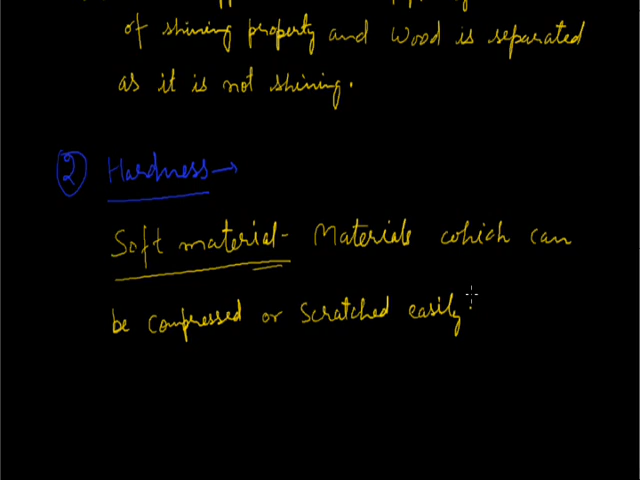 of shining property and Wood is separated
as it is not shining.
② Hardness →
Soft material - Materials which can
be compressed or scratched easily.